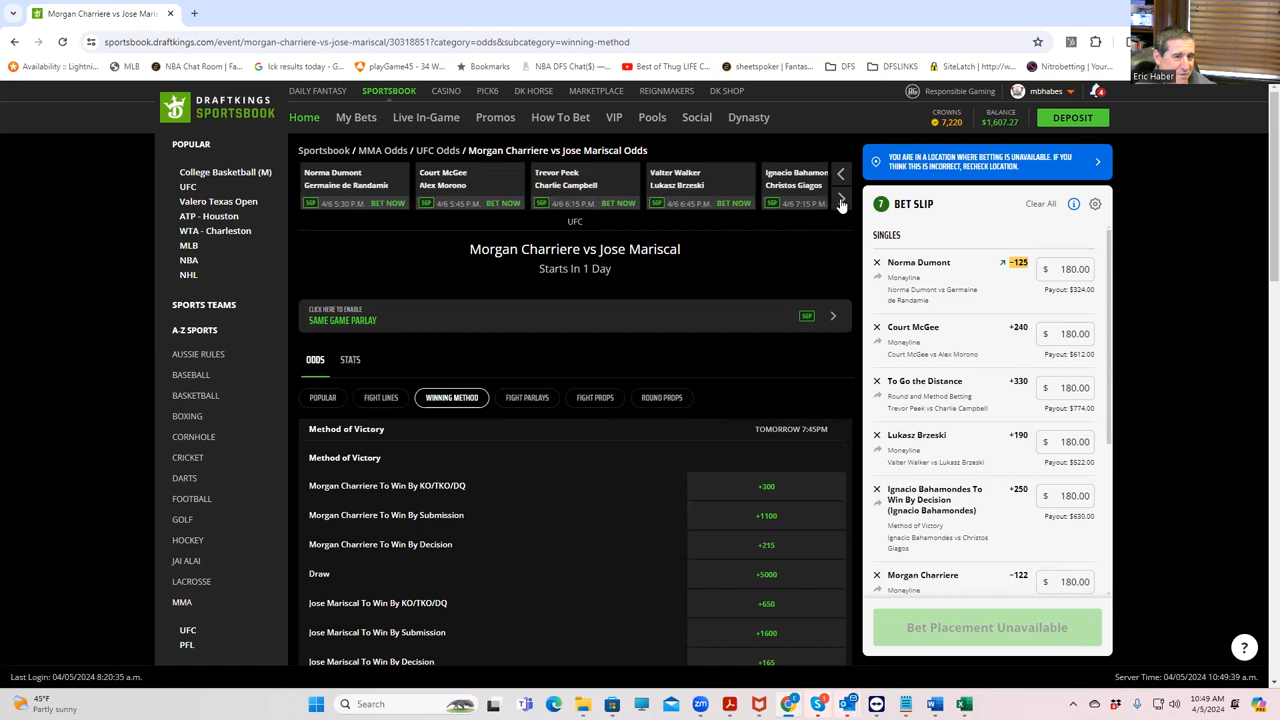 Morgan Charriere vs Jose Maris
sportsbook.draftkings.com/event/morgan-charriere-vs-jose-mariscal/30318851?category=odds&subcategory=winning-method
Availability :: Lightni...
MLB
NBA Chat Room / Fa...
lck results today - G...
playGame45 - 34 W...
NBA DFS Chat($) —...
Best of Thug LIFE C...
sheetspoker | Fantas...
DFS
DFSLINKS
SiteLatch | http://w...
Nitrobetting | Your...
Eric Haber
DRAFTKINGS
SPORTSBOOK
DAILY FANTASY
SPORTSBOOK
PICK6
DK HORSE
MARKETPLACE
REIGNMAKERS
DK SHOP
Responsible Gaming
mbhabes
4
Home
My Bets
Live In-Game
Promos
How To Bet
VIP
Pools
Social
Dynasty
CROWNS
7,220
BALANCE
$1,607.27
DEPOSIT
POPULAR
College Basketball (M)
UFC
Valero Texas Open
ATP - Houston
WTA - Charleston
MLB
NBA
NHL
SPORTS TEAMS
A-Z SPORTS
AUSSIE RULES
BASEBALL
BASKETBALL
BOXING
CORNHOLE
CRICKET
DARTS
FOOTBALL
GOLF
HOCKEY
JAI ALAI
LACROSSE
MMA
UFC
PFL
Sportsbook / MMA Odds / UFC Odds / Morgan Charriere vs Jose Mariscal Odds
Norma Dumont
Germaine de Randamie
SGP 4/6 5:30 P.M. BET NOW
Court McGee
Alex Morono
SGP 4/6 5:45 P.M. BET NOW
Trevor Peek
Charlie Campbell
SGP 4/6 6:15 P.M. BET NOW
Valter Walker
Lukasz Brzeski
SGP 4/6 6:45 P.M. BET NOW
Ignacio Bahamon
Christos Giagos
SGP 4/6 7:15 P.M.
UFC
Morgan Charriere vs Jose Mariscal
Starts In 1 Day
CLICK HERE TO ENABLE
SAME GAME PARLAY
SGP
ODDS
STATS
POPULAR
FIGHT LINES
WINNING METHOD
FIGHT PARLAYS
FIGHT PROPS
ROUND PROPS
Method of Victory
TOMORROW 7:45PM
Method of Victory
Morgan Charriere To Win By KO/TKO/DQ +300
Morgan Charriere To Win By Submission +1100
Morgan Charriere To Win By Decision +215
Draw +5000
Jose Mariscal To Win By KO/TKO/DQ +650
Jose Mariscal To Win By Submission +1600
Jose Mariscal To Win By Decision +165
YOU ARE IN A LOCATION WHERE BETTING IS UNAVAILABLE. IF YOU
THINK THIS IS INCORRECT, RECHECK LOCATION.
7 BET SLIP
Clear All
SINGLES
Norma Dumont −125
$ 180.00
Moneyline
Norma Dumont vs Germaine
de Randamie
Payout: $324.00
Court McGee +240
$ 180.00
Moneyline
Court McGee vs Alex Morono
Payout: $612.00
To Go the Distance +330
$ 180.00
Round and Method Betting
Trevor Peek vs Charlie Campbell
Payout: $774.00
Lukasz Brzeski +190
$ 180.00
Moneyline
Valter Walker vs Lukasz Brzeski
Payout: $522.00
Ignacio Bahamondes To
Win By Decision
(Ignacio Bahamondes)
+250
$ 180.00
Method of Victory
Ignacio Bahamondes vs Christos
Giagos
Payout: $630.00
Morgan Charriere −122
$ 180.00
Moneyline
Bet Placement Unavailable
?
Last Login: 04/05/2024 8:20:35 a.m.
Server Time: 04/05/2024 10:49:39 a.m.
45°F
Partly sunny
Search
10:49 AM
4/5/2024